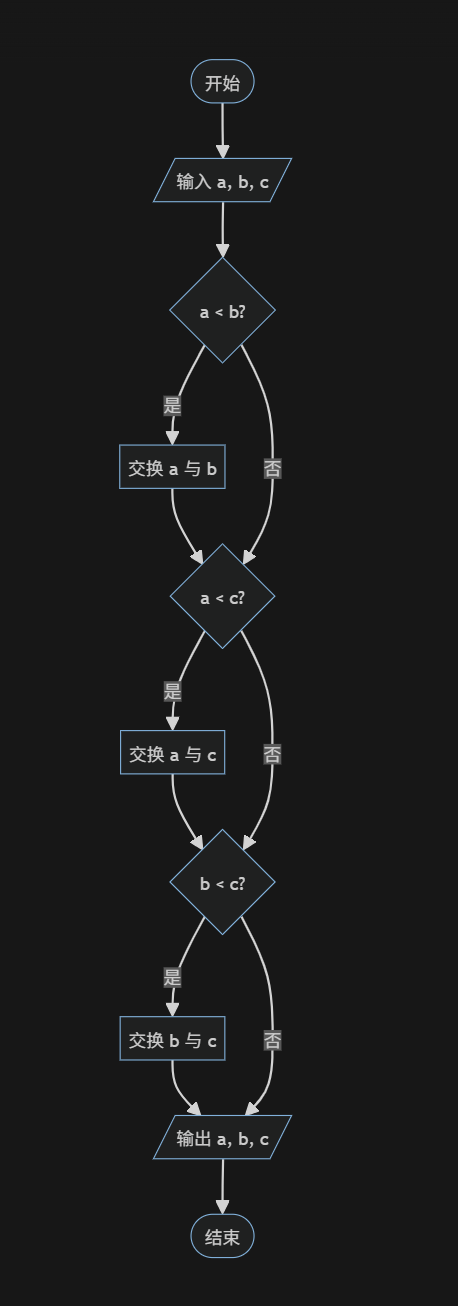 开始
输入 a, b, c
a < b?
是
交换 a 与 b
否
a < c?
是
交换 a 与 c
否
b < c?
是
交换 b 与 c
否
输出 a, b, c
结束